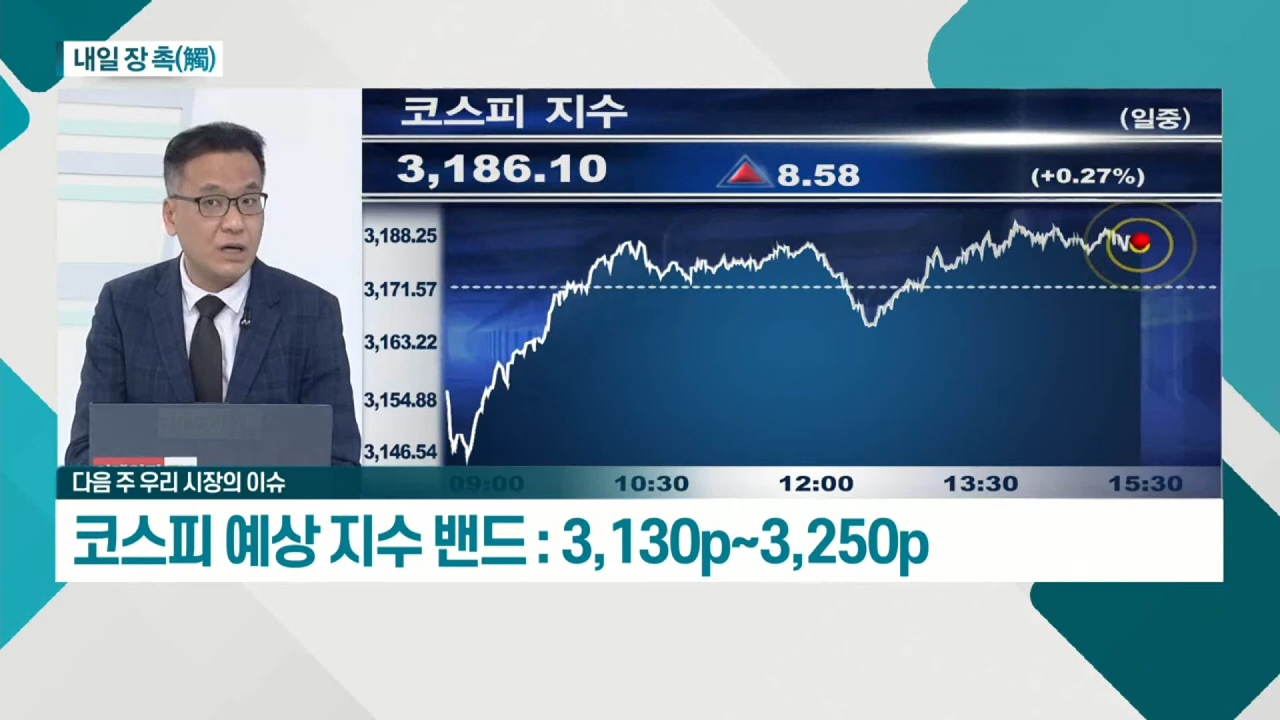 내일 장 촉(觸)
코스피 지수
(일중)
3,186.10 8.58 (+0.27%)
3,188.25
3,171.57
3,163.22
3,154.88
3,146.54
09:00 10:30 12:00 13:30 15:30
다음 주 우리 시장의 이슈
코스피 예상 지수 밴드 : 3,130p~3,250p